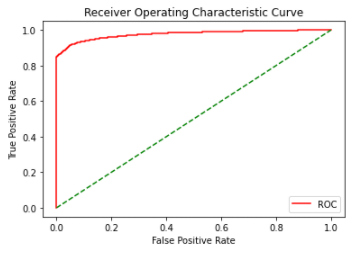 Receiver Operating Characteristic Curve
True Positive Rate
1.0
0.8
0.6
0.4
0.2
0.0
ROC
0.0 0.2 0.4 0.6 0.8 1.0
False Positive Rate